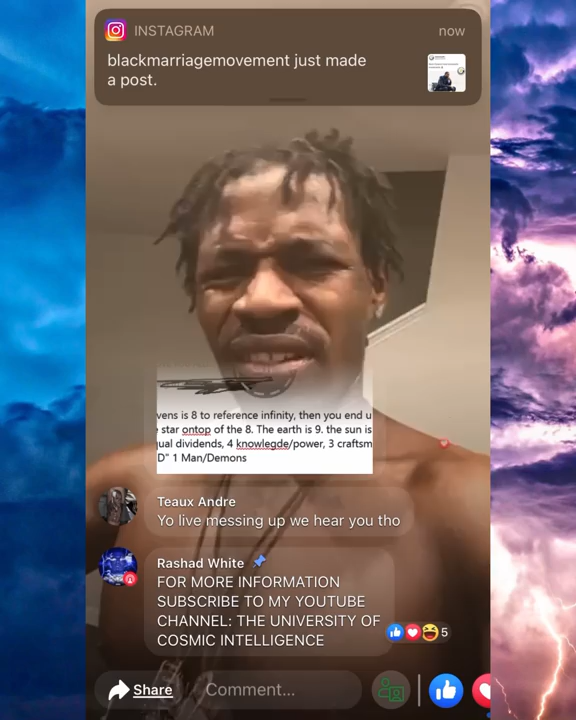 INSTAGRAM
now
blackmarriagemovement just made
a post.
vens is 8 to reference infinity, then you end u
star ontop of the 8. The earth is 9. the sun is
ual dividends, 4 knowlegde/power, 3 craftsm
D" 1 Man/Demons
Teaux Andre
Yo live messing up we hear you tho
Rashad White
FOR MORE INFORMATION
SUBSCRIBE TO MY YOUTUBE
CHANNEL: THE UNIVERSITY OF
COSMIC INTELLIGENCE
5
Share
Comment...